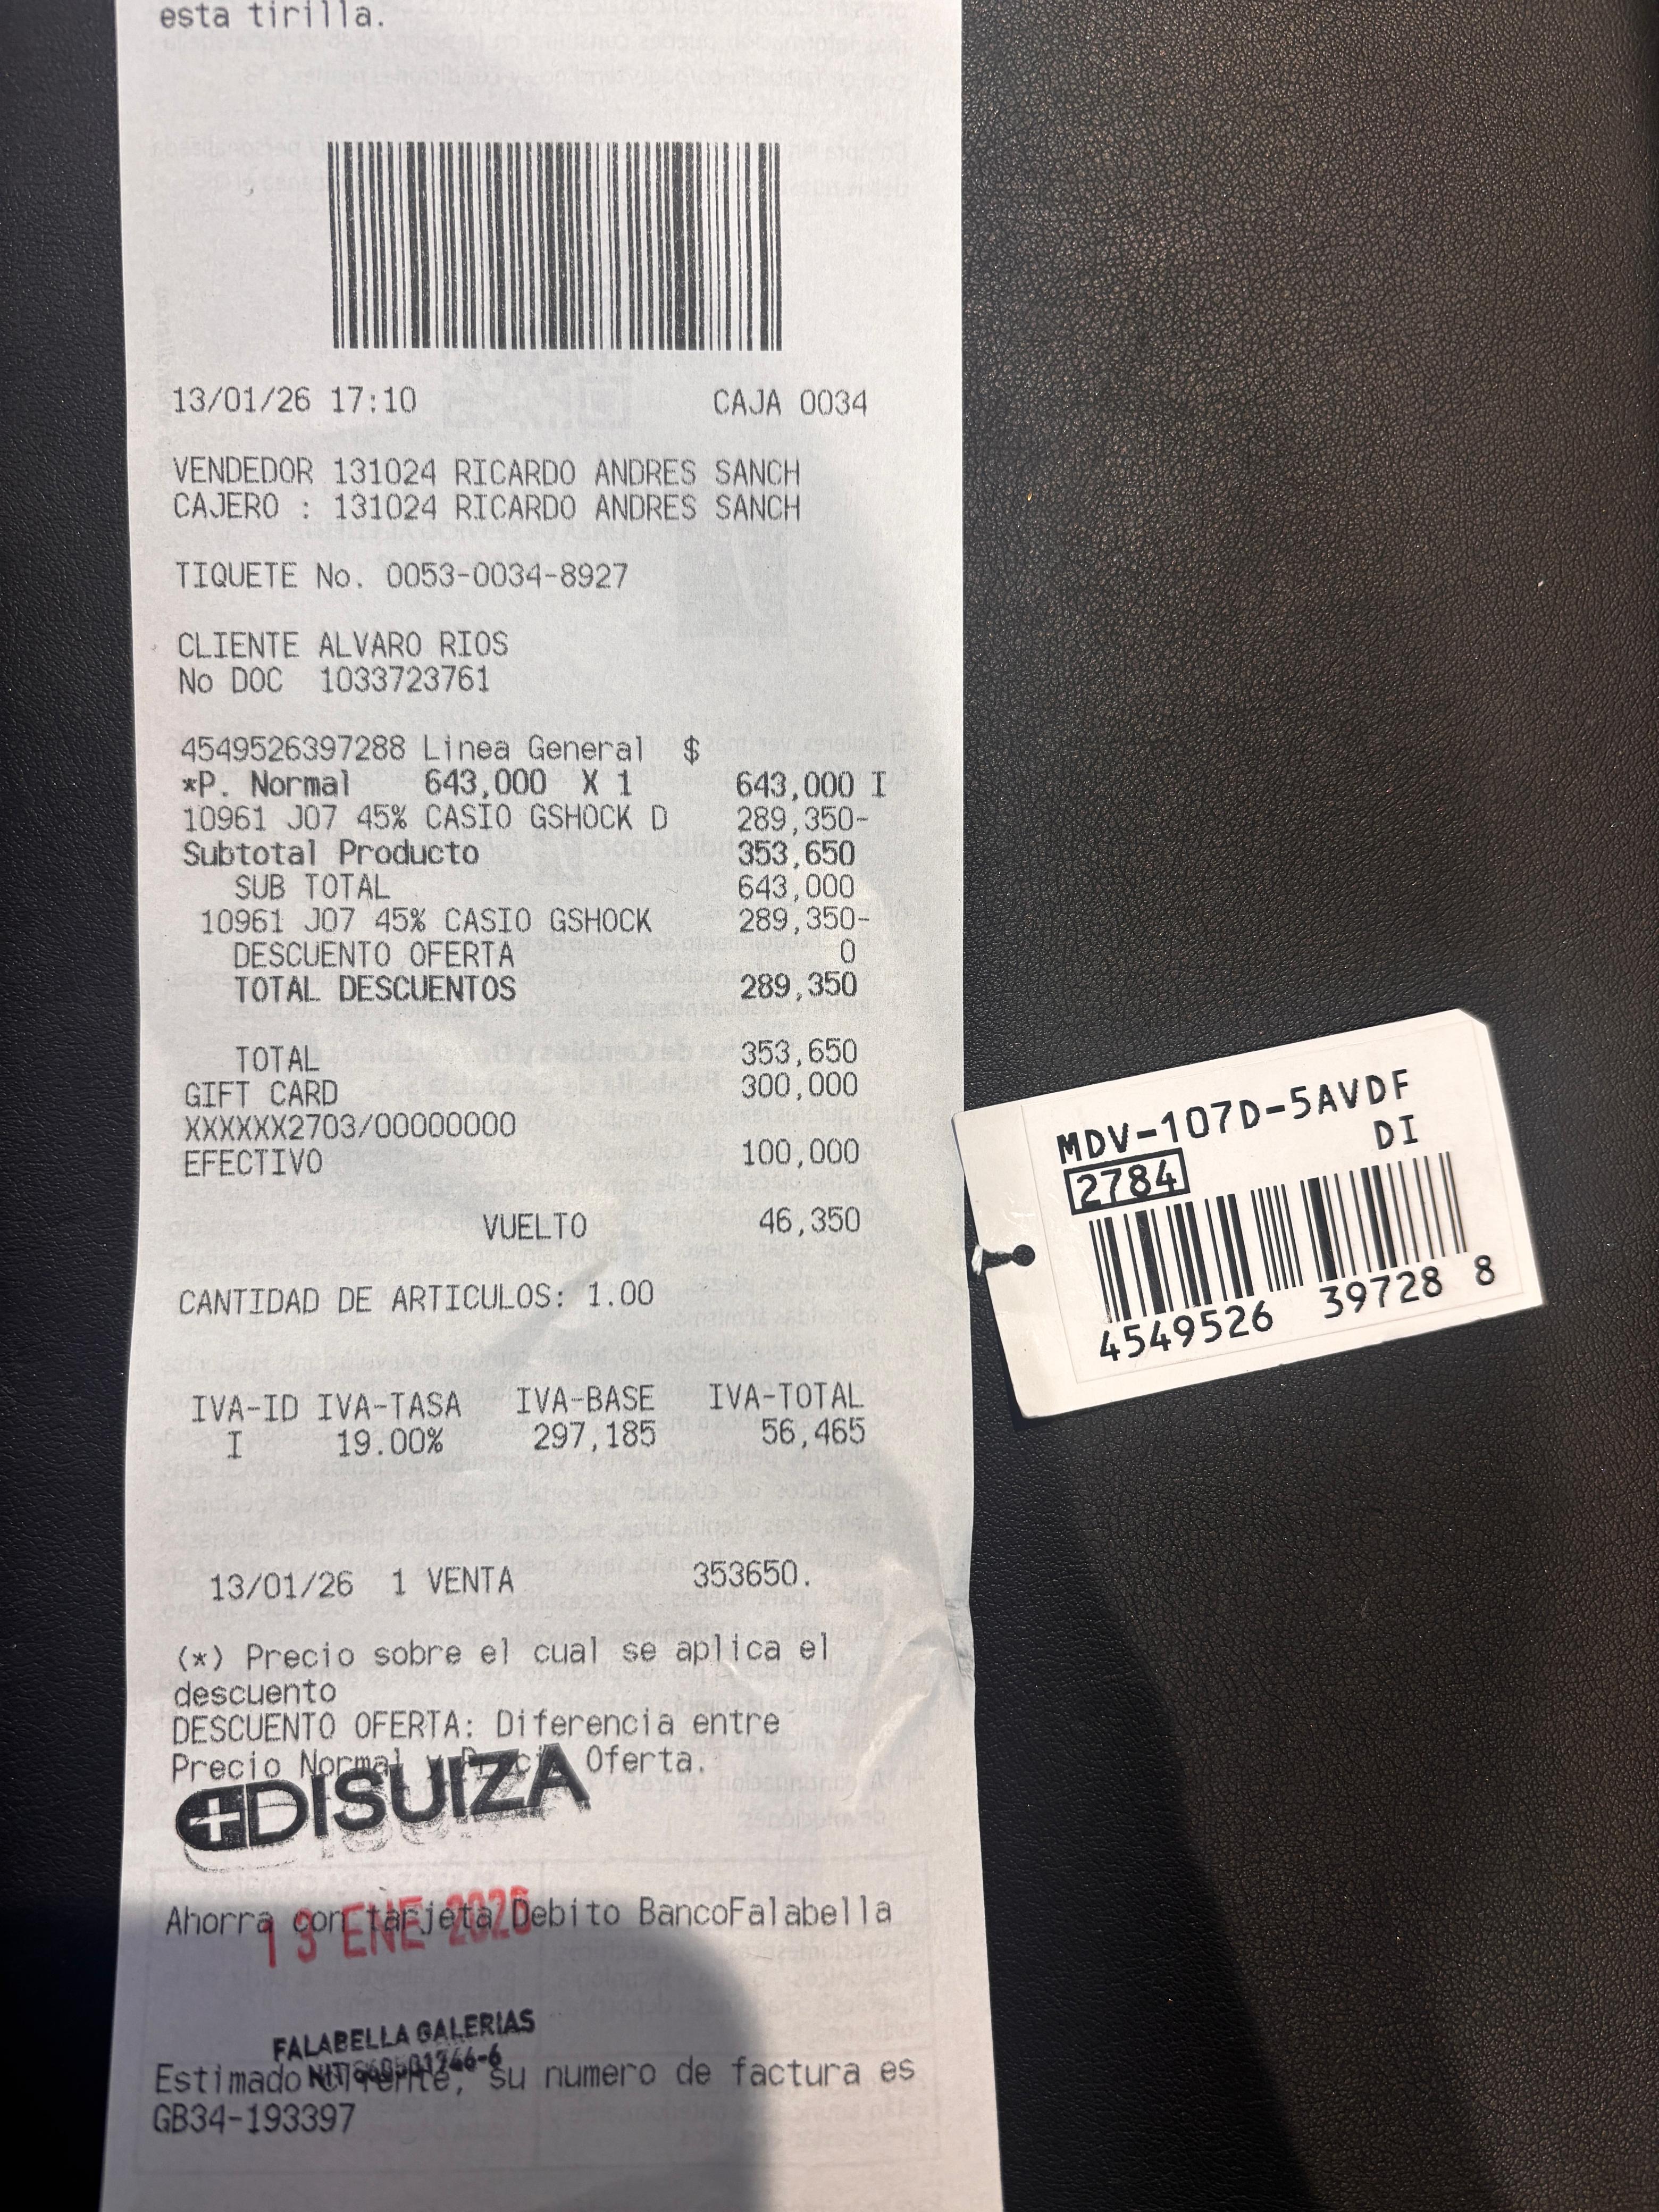 esta tirilla.
13/01/26 17:10 CAJA 0034
VENDEDOR 131024 RICARDO ANDRES SANCH
CAJERO : 131024 RICARDO ANDRES SANCH
TIQUETE No. 0053-0034-8927
CLIENTE ALVARO RIOS
No DOC 1033723761
4549526397288 Linea General $
*P. Normal 643,000 X 1 643,000 I
10961 J07 45% CASIO GSHOCK D 289,350-
Subtotal Producto 353,650
SUB TOTAL 643,000
10961 J07 45% CASIO GSHOCK 289,350-
DESCUENTO OFERTA 0
TOTAL DESCUENTOS 289,350
TOTAL 353,650
GIFT CARD 300,000
XXXXXX2703/00000000
EFECTIVO 100,000
VUELTO 46,350
CANTIDAD DE ARTICULOS: 1.00
IVA-ID IVA-TASA IVA-BASE IVA-TOTAL
I 19.00% 297,185 56,465
13/01/26 1 VENTA 353650.
(*) Precio sobre el cual se aplica el
descuento
DESCUENTO OFERTA: Diferencia entre
Precio Normal y Precio Oferta.
DISUIZA
Ahorra con tarjeta Debito BancoFalabella
13 ENE 2026
FALABELLA GALERIAS
NIT
Estimado Cliente, su numero de factura es
GB34-193397
MDV-107D-5AVDF
DI
2784
4549526 39728 8